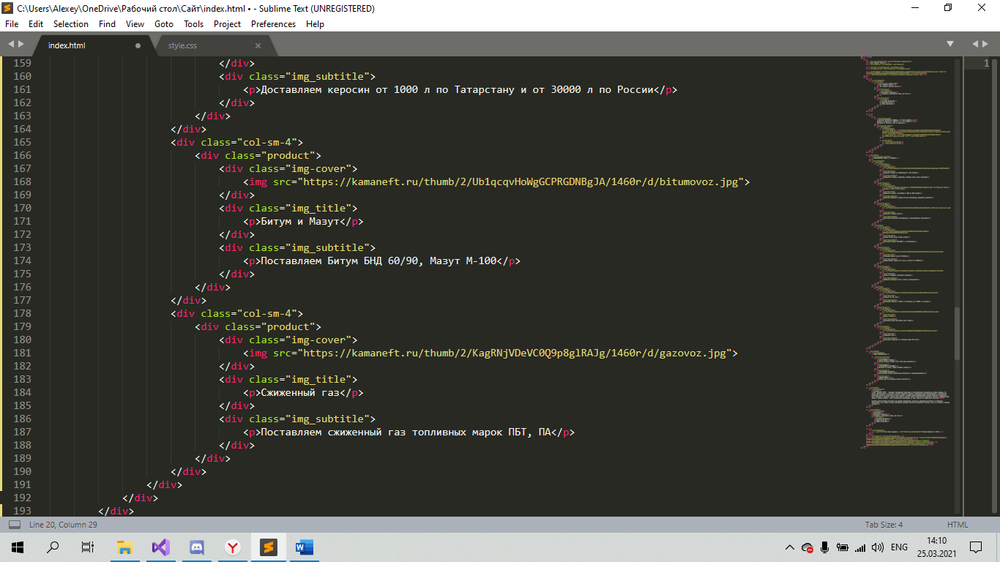 C:\Users\Alexey\OneDrive\Рабочий стол\Сайт\index.html • - Sublime Text (UNREGISTERED)
File Edit Selection Find View Goto Tools Project Preferences Help
index.html style.css
159 </div>
160 <div class="img_subtitle">
161 <p>Доставляем керосин от 1000 л по Татарстану и от 30000 л по России</p>
162 </div>
163 </div>
164 </div>
165 <div class="col-sm-4">
166 <div class="product">
167 <div class="img-cover">
168 <img src="https://kamaneft.ru/thumb/2/Ub1qcqvHoWgGCPRGDNBgJA/1460r/d/bitumovoz.jpg">
169 </div>
170 <div class="img_title">
171 <p>Битум и Мазут</p>
172 </div>
173 <div class="img_subtitle">
174 <p>Поставляем Битум БНД 60/90, Мазут М-100</p>
175 </div>
176 </div>
177 </div>
178 <div class="col-sm-4">
179 <div class="product">
180 <div class="img-cover">
181 <img src="https://kamaneft.ru/thumb/2/KagRNjVDeVC0Q9p8glRAJg/1460r/d/gazovoz.jpg">
182 </div>
183 <div class="img_title">
184 <p>Сжиженный газ</p>
185 </div>
186 <div class="img_subtitle">
187 <p>Поставляем сжиженный газ топливных марок ПБТ, ПА</p>
188 </div>
189 </div>
190 </div>
191 </div>
192 </div>
193 </div>
1
Line 20, Column 29 Tab Size: 4 HTML
ENG 14:10
25.03.2021